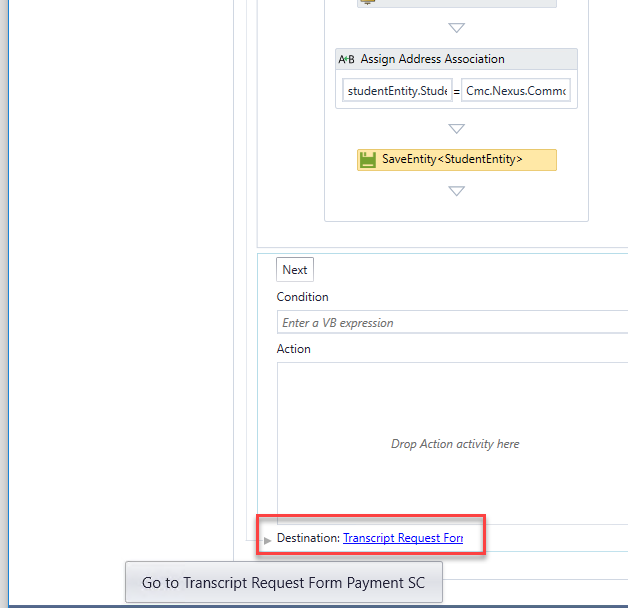 A+B Assign Address Association
studentEntity.Stude = Cmc.Nexus.Commo
SaveEntity<StudentEntity>
Next
Condition
Enter a VB expression
Action
Drop Action activity here
Destination: Transcript Request Forr
Go to Transcript Request Form Payment SC